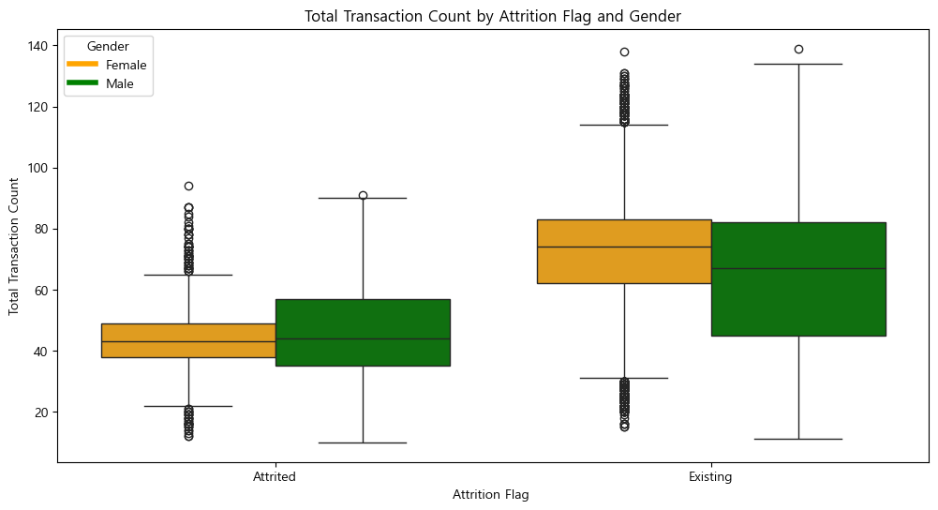 Total Transaction Count by Attrition Flag and Gender
Gender
Female
Male
Total Transaction Count
140
120
100
80
60
40
20
Attrited
Existing
Attrition Flag